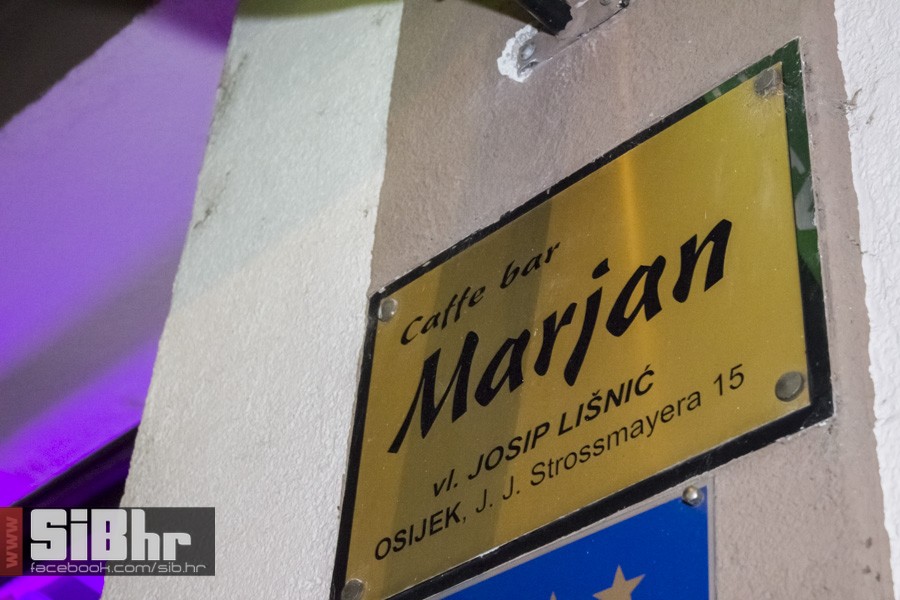 Caffe bar
Marjan
vl. JOSIP LIŠNIĆ
OSIJEK, J. J. Strossmayera 15
www
SiBhr
facebook.com/sib.hr